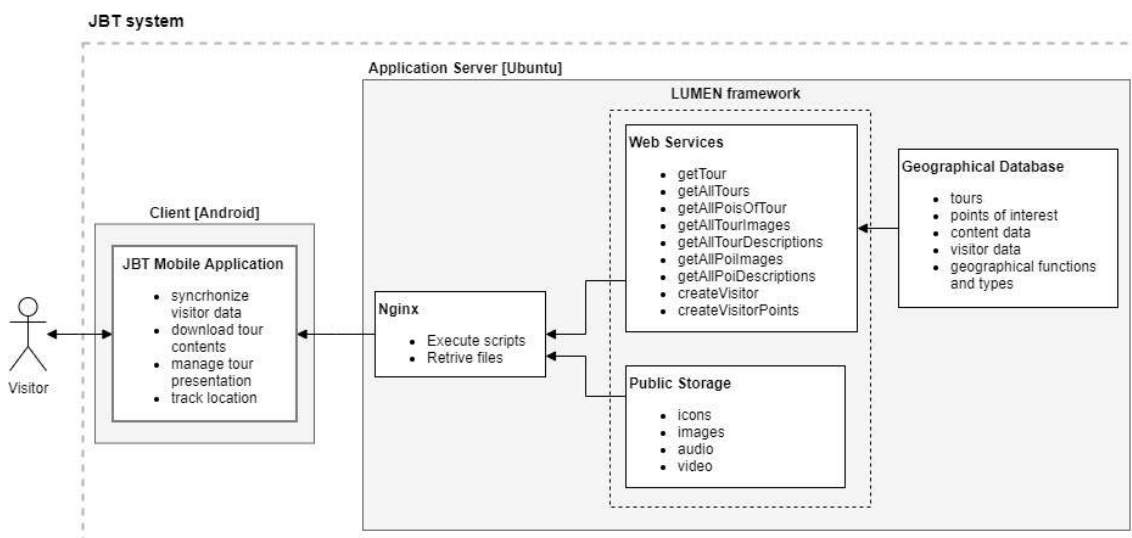 JBT system
Application Server [Ubuntu]
LUMEN framework
Web Services
• getTour
• getAllTours
• getAllPoisOfTour
• getAllTourImages
• getAllTourDescriptions
• getAllPoiImages
• getAllPoiDescriptions
• createVisitor
• createVisitorPoints
Geographical Database
• tours
• points of interest
• content data
• visitor data
• geographical functions
and types
Client [Android]
JBT Mobile Application
• syncrhonize
visitor data
• download tour
contents
• manage tour
presentation
• track location
Nginx
• Execute scripts
• Retrive files
Visitor
Public Storage
• icons
• images
• audio
• video